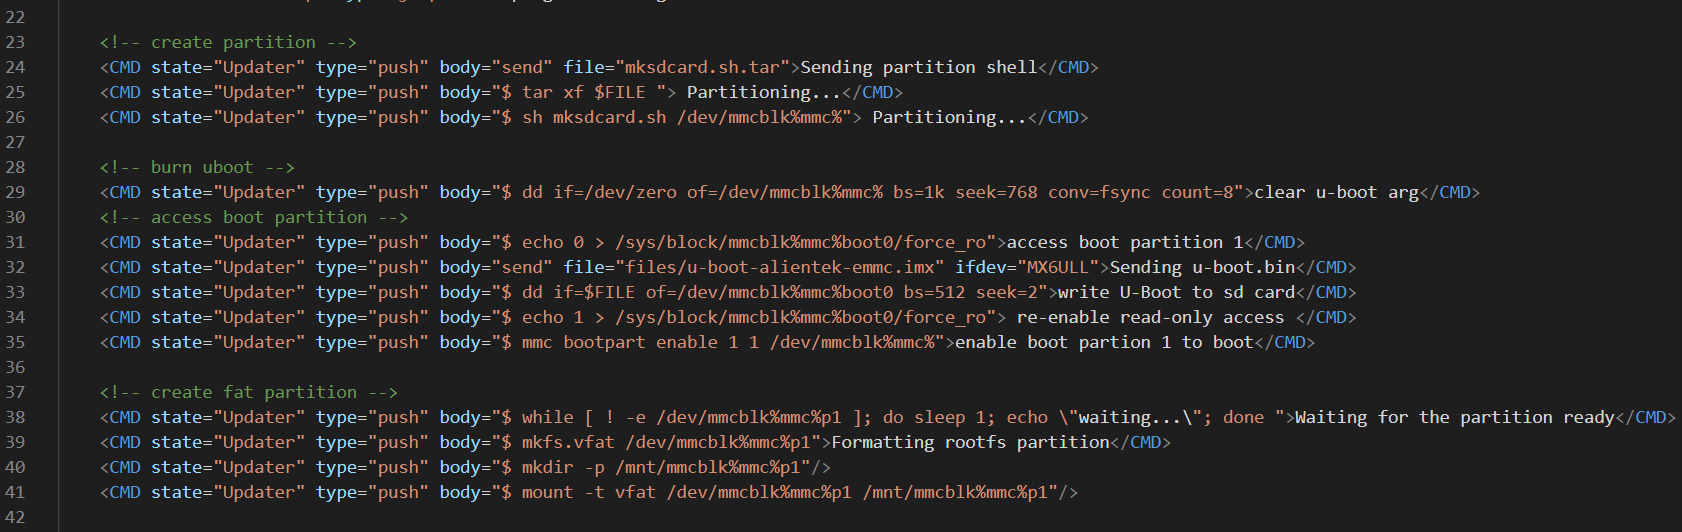 22
23 <!-- create partition -->
24 <CMD state="Updater" type="push" body="send" file="mksdcard.sh.tar">Sending partition shell</CMD>
25 <CMD state="Updater" type="push" body="$ tar xf $FILE "> Partitioning...</CMD>
26 <CMD state="Updater" type="push" body="$ sh mksdcard.sh /dev/mmcblk%mmc%"> Partitioning...</CMD>
27
28 <!-- burn uboot -->
29 <CMD state="Updater" type="push" body="$ dd if=/dev/zero of=/dev/mmcblk%mmc% bs=1k seek=768 conv=fsync count=8">clear u-boot arg</CMD>
30 <!-- access boot partition -->
31 <CMD state="Updater" type="push" body="$ echo 0 > /sys/block/mmcblk%mmc%boot0/force_ro">access boot partition 1</CMD>
32 <CMD state="Updater" type="push" body="send" file="files/u-boot-alientek-emmc.imx" ifdev="MX6ULL">Sending u-boot.bin</CMD>
33 <CMD state="Updater" type="push" body="$ dd if=$FILE of=/dev/mmcblk%mmc%boot0 bs=512 seek=2">write U-Boot to sd card</CMD>
34 <CMD state="Updater" type="push" body="$ echo 1 > /sys/block/mmcblk%mmc%boot0/force_ro"> re-enable read-only access </CMD>
35 <CMD state="Updater" type="push" body="$ mmc bootpart enable 1 1 /dev/mmcblk%mmc%">enable boot partion 1 to boot</CMD>
36
37 <!-- create fat partition -->
38 <CMD state="Updater" type="push" body="$ while [ ! -e /dev/mmcblk%mmc%p1 ]; do sleep 1; echo \"waiting...\"; done ">Waiting for the partition ready</CMD>
39 <CMD state="Updater" type="push" body="$ mkfs.vfat /dev/mmcblk%mmc%p1">Formatting rootfs partition</CMD>
40 <CMD state="Updater" type="push" body="$ mkdir -p /mnt/mmcblk%mmc%p1"/>
41 <CMD state="Updater" type="push" body="$ mount -t vfat /dev/mmcblk%mmc%p1 /mnt/mmcblk%mmc%p1"/>
42